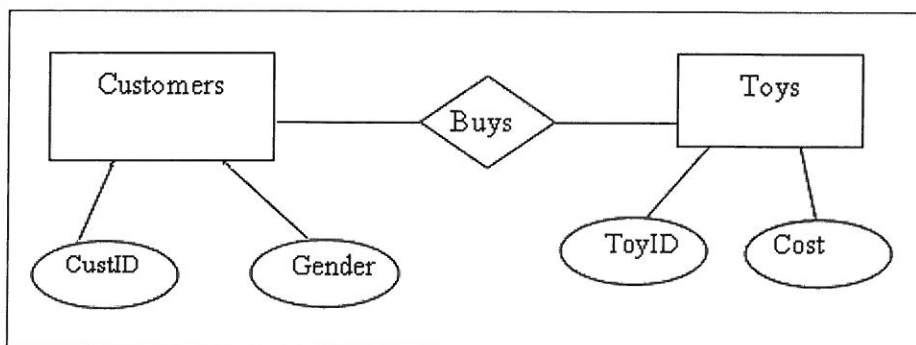 Customers
Buys
Toys
CustID
Gender
ToyID
Cost